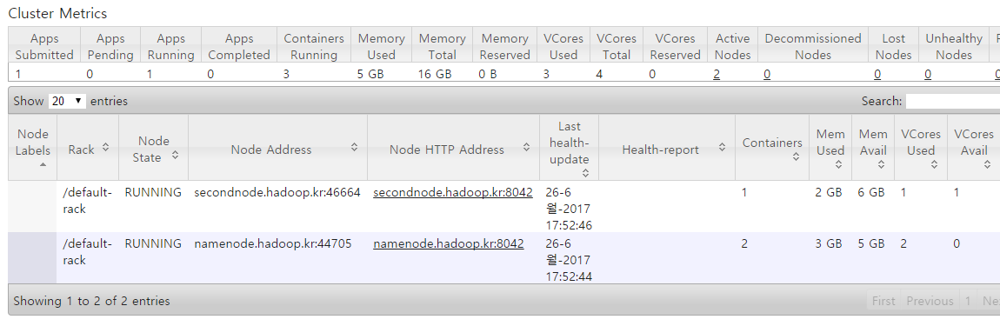 Cluster Metrics
Apps Submitted Apps Pending Apps Running Apps Completed Containers Running Memory Used Memory Total Memory Reserved VCores Used VCores Total VCores Reserved Active Nodes Decommissioned Nodes Lost Nodes Unhealthy Nodes
1 0 1 0 3 5 GB 16 GB 0 B 3 4 0 2 0 0 0
Show 20 entries Search:
Node Labels Rack Node State Node Address Node HTTP Address Last health-update Health-report Containers Mem Used Mem Avail VCores Used VCores Avail
/default-rack RUNNING secondnode.hadoop.kr:46664 secondnode.hadoop.kr:8042 26-6월-2017 17:52:46 1 2 GB 6 GB 1 1
/default-rack RUNNING namenode.hadoop.kr:44705 namenode.hadoop.kr:8042 26-6월-2017 17:52:44 2 3 GB 5 GB 2 0
Showing 1 to 2 of 2 entries First Previous 1